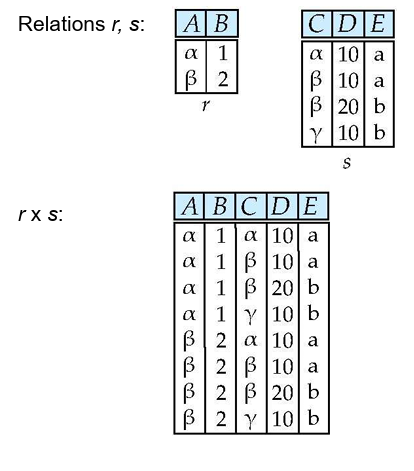 Relations r, s:
A B
α 1
β 2
r
C D E
α 10 a
β 10 a
β 20 b
γ 10 b
s
r x s:
A B C D E
α 1 α 10 a
α 1 β 10 a
α 1 β 20 b
α 1 γ 10 b
β 2 α 10 a
β 2 β 10 a
β 2 β 20 b
β 2 γ 10 b